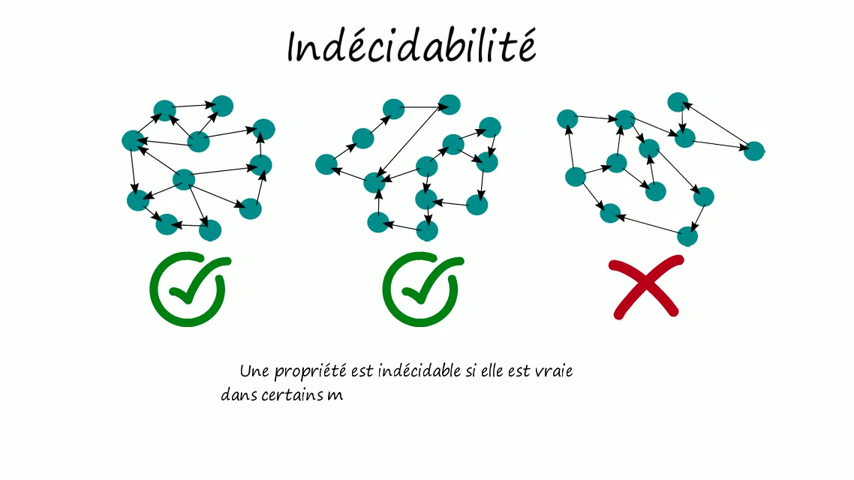 Indécidabilité
Une propriété est indécidable si elle est vraie
dans certains m